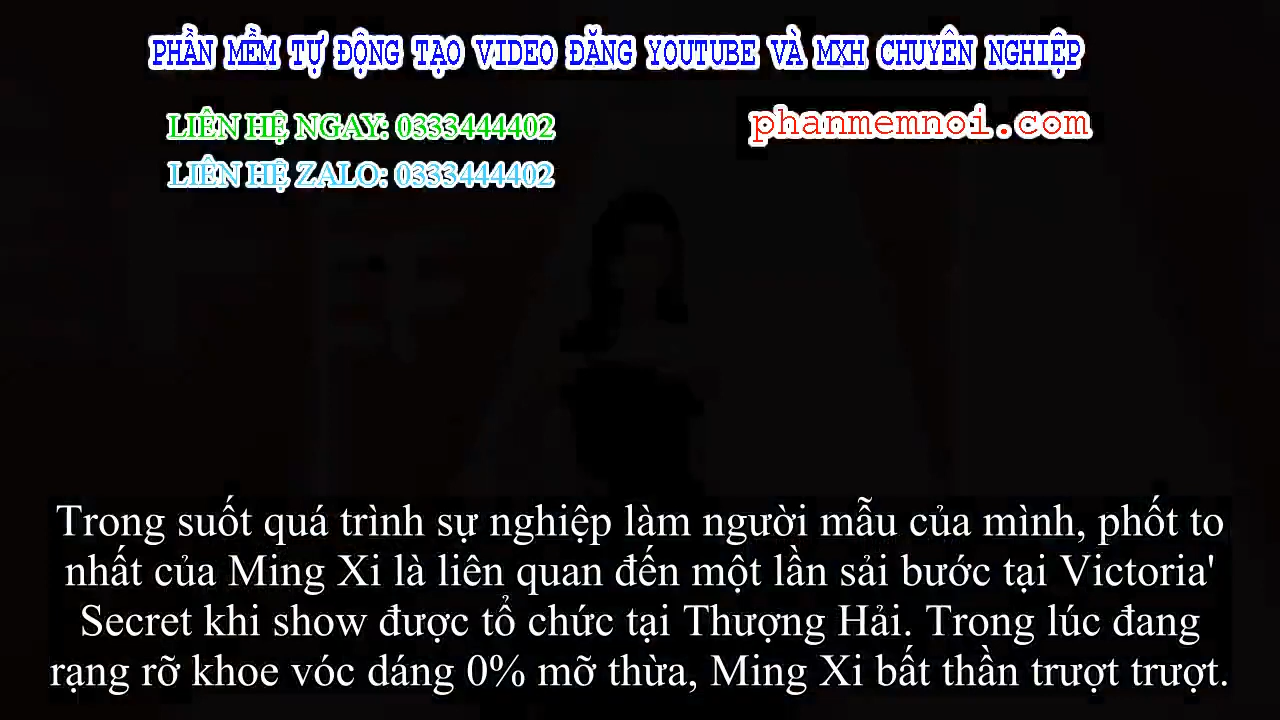 PHẦN MỀM TỰ ĐỘNG TẠO VIDEO ĐĂNG YOUTUBE VÀ MXH CHUYÊN NGHIỆP
LIÊN HỆ NGAY: 0333444402
phanmemnoi.com
LIÊN HỆ ZALO: 0333444402
Trong suốt quá trình sự nghiệp làm người mẫu của mình, phốt to
nhất của Ming Xi là liên quan đến một lần sải bước tại Victoria'
Secret khi show được tổ chức tại Thượng Hải. Trong lúc đang
rạng rỡ khoe vóc dáng 0% mỡ thừa, Ming Xi bất thần trượt trượt.